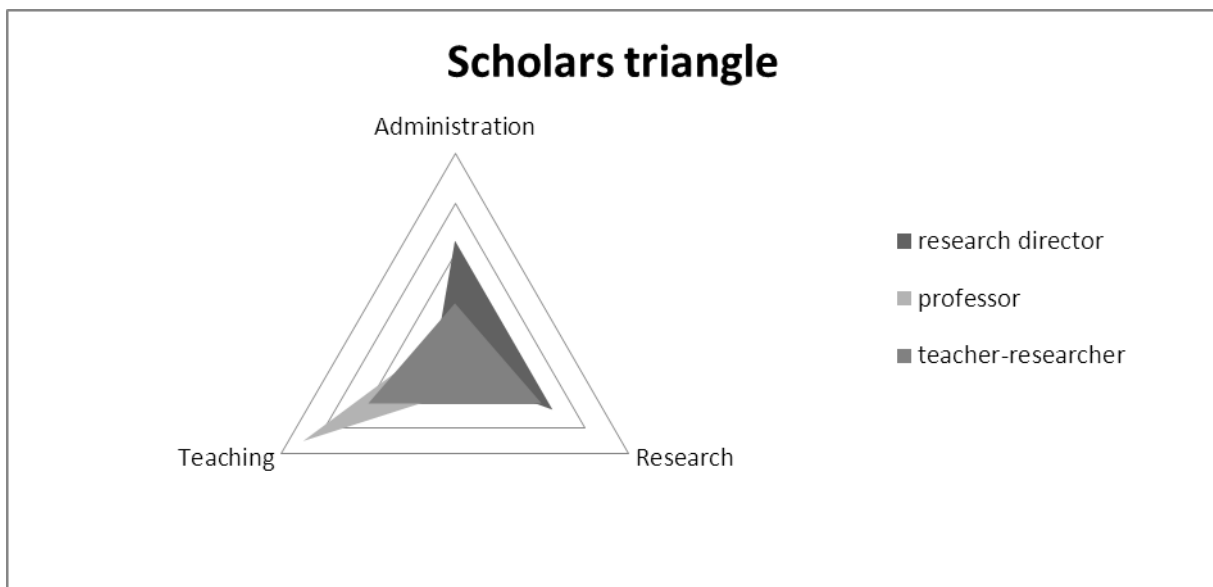 Scholars triangle
Administration
research director
professor
teacher-researcher
Teaching
Research